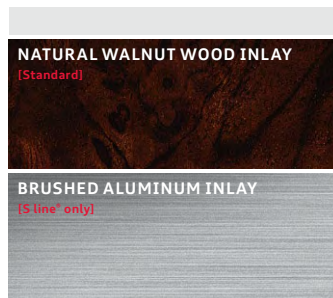 NATURAL WALNUT WOOD INLAY
[Standard]
BRUSHED ALUMINUM INLAY
[S line® only]